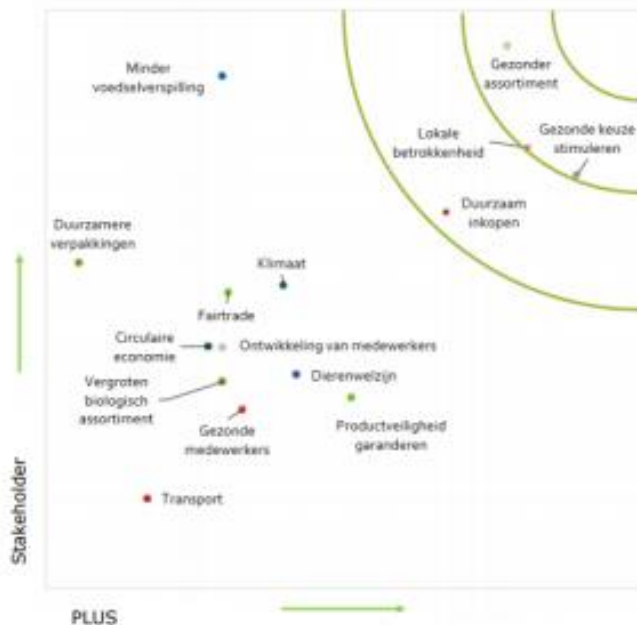 Minder
voedselverspilling
Gezonder
assortiment
Lokale
betrokkenheid
Gezonde keuze
stimuleren
Duurzaam
inkopen
Duurzamere
verpakkingen
Klimaat
Fairtrade
Circulaire
economie
Ontwikkeling van medewerkers
Dierenwelzijn
Vergroten
biologisch
assortiment
Gezonde
medewerkers
Productveiligheid
garanderen
Transport
Stakeholder
PLUS